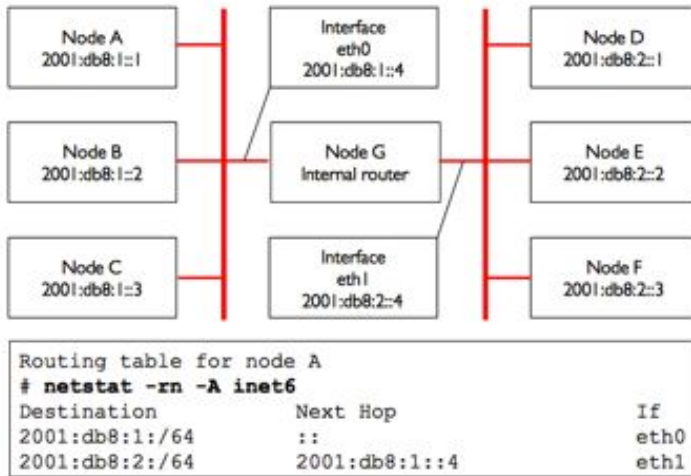 Node A
2001:db8:1::1
Interface
eth0
2001:db8:1::4
Node D
2001:db8:2::1
Node B
2001:db8:1::2
Node G
Internal router
Node E
2001:db8:2::2
Node C
2001:db8:1::3
Interface
eth1
2001:db8:2::4
Node F
2001:db8:2::3
Routing table for node A
# netstat -rn -A inet6
Destination Next Hop If
2001:db8:1:/64 :: eth0
2001:db8:2:/64 2001:db8:1::4 eth1